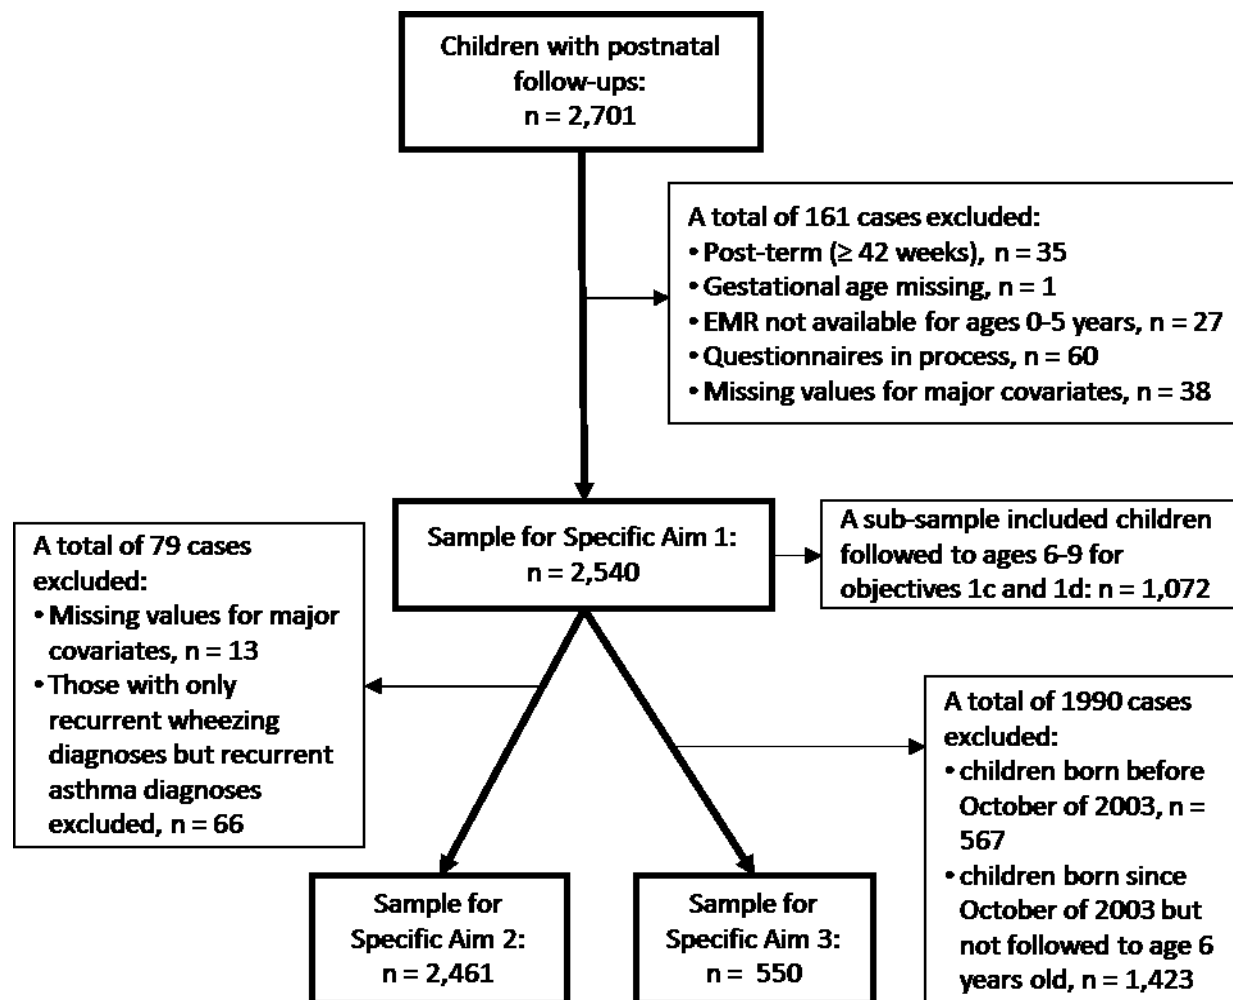 Children with postnatal
follow-ups:
n = 2,701
A total of 161 cases excluded:
• Post-term (≥ 42 weeks), n = 35
• Gestational age missing, n = 1
• EMR not available for ages 0-5 years, n = 27
• Questionnaires in process, n = 60
• Missing values for major covariates, n = 38
Sample for Specific Aim 1:
n = 2,540
A sub-sample included children
followed to ages 6-9 for
objectives 1c and 1d: n = 1,072
A total of 79 cases
excluded:
• Missing values for major
covariates, n = 13
• Those with only
recurrent wheezing
diagnoses but recurrent
asthma diagnoses
excluded, n = 66
A total of 1990 cases
excluded:
• children born before
October of 2003, n =
567
• children born since
October of 2003 but
not followed to age 6
years old, n = 1,423
Sample for
Specific Aim 2:
n = 2,461
Sample for
Specific Aim 3:
n = 550